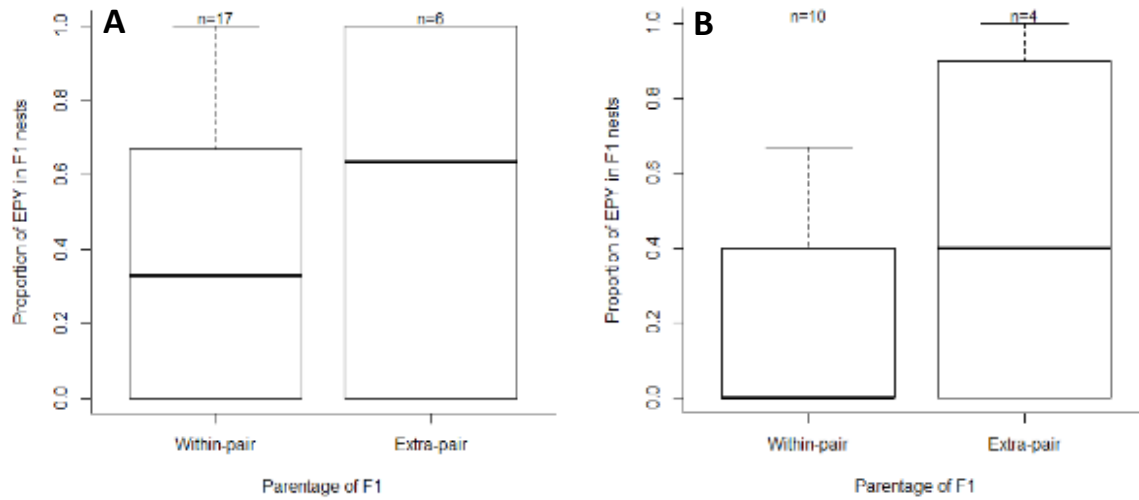 A
n=17
n=6
Proportion of EPY in F1 nests
1.0
0.8
0.6
0.4
0.2
0.0
Within-pair
Extra-pair
Parentage of F1
B
n=10
n=4
Proportion of EPY in F1 nests
1.0
0.8
0.6
0.4
0.2
0.0
Within-pair
Extra-pair
Parentage of F1